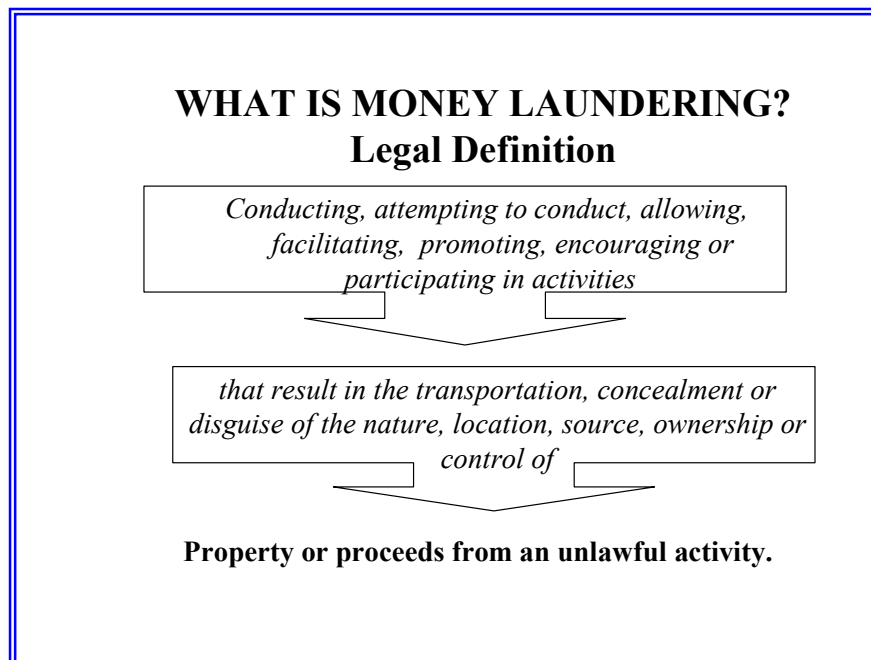 WHAT IS MONEY LAUNDERING?
Legal Definition
Conducting, attempting to conduct, allowing,
facilitating, promoting, encouraging or
participating in activities
that result in the transportation, concealment or
disguise of the nature, location, source, ownership or
control of
Property or proceeds from an unlawful activity.